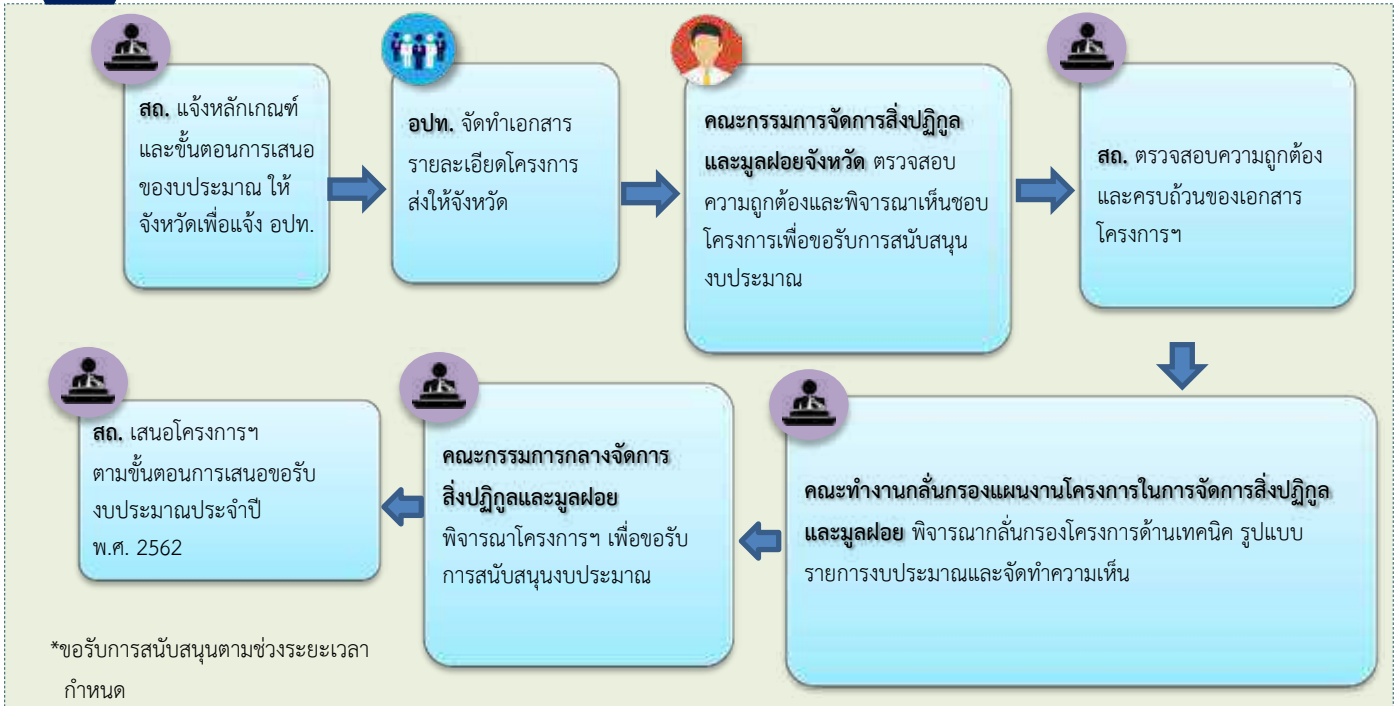 สถ. แจ้งหลักเกณฑ์
และขั้นตอนการเสนอ
ของบประมาณ ให้
จังหวัดเพื่อแจ้ง อปท.
อปท. จัดทำเอกสาร
รายละเอียดโครงการ
ส่งให้จังหวัด
คณะกรรมการจัดการสิ่งปฏิกูล
และมูลฝอยจังหวัด ตรวจสอบ
ความถูกต้องและพิจารณาเห็นชอบ
โครงการเพื่อขอรับการสนับสนุน
งบประมาณ
สถ. ตรวจสอบความถูกต้อง
และครบถ้วนของเอกสาร
โครงการฯ
คณะทำงานกลั่นกรองแผนงานโครงการในการจัดการสิ่งปฏิกูล
และมูลฝอย พิจารณากลั่นกรองโครงการด้านเทคนิค รูปแบบ
รายการงบประมาณและจัดทำความเห็น
คณะกรรมการกลางจัดการ
สิ่งปฏิกูลและมูลฝอย
พิจารณาโครงการฯ เพื่อขอรับ
การสนับสนุนงบประมาณ
สถ. เสนอโครงการฯ
ตามขั้นตอนการเสนอขอรับ
งบประมาณประจำปี
พ.ศ. 2562
*ขอรับการสนับสนุนตามช่วงระยะเวลา
กำหนด